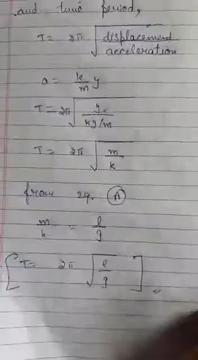 and time period,
T = 2π √(displacement / acceleration)
a = k/m y
T = 2π √(y / (ky/m))
T = 2π √(m/k)
from eq. (A)
m/k = l/g
[T = 2π √(l/g)]